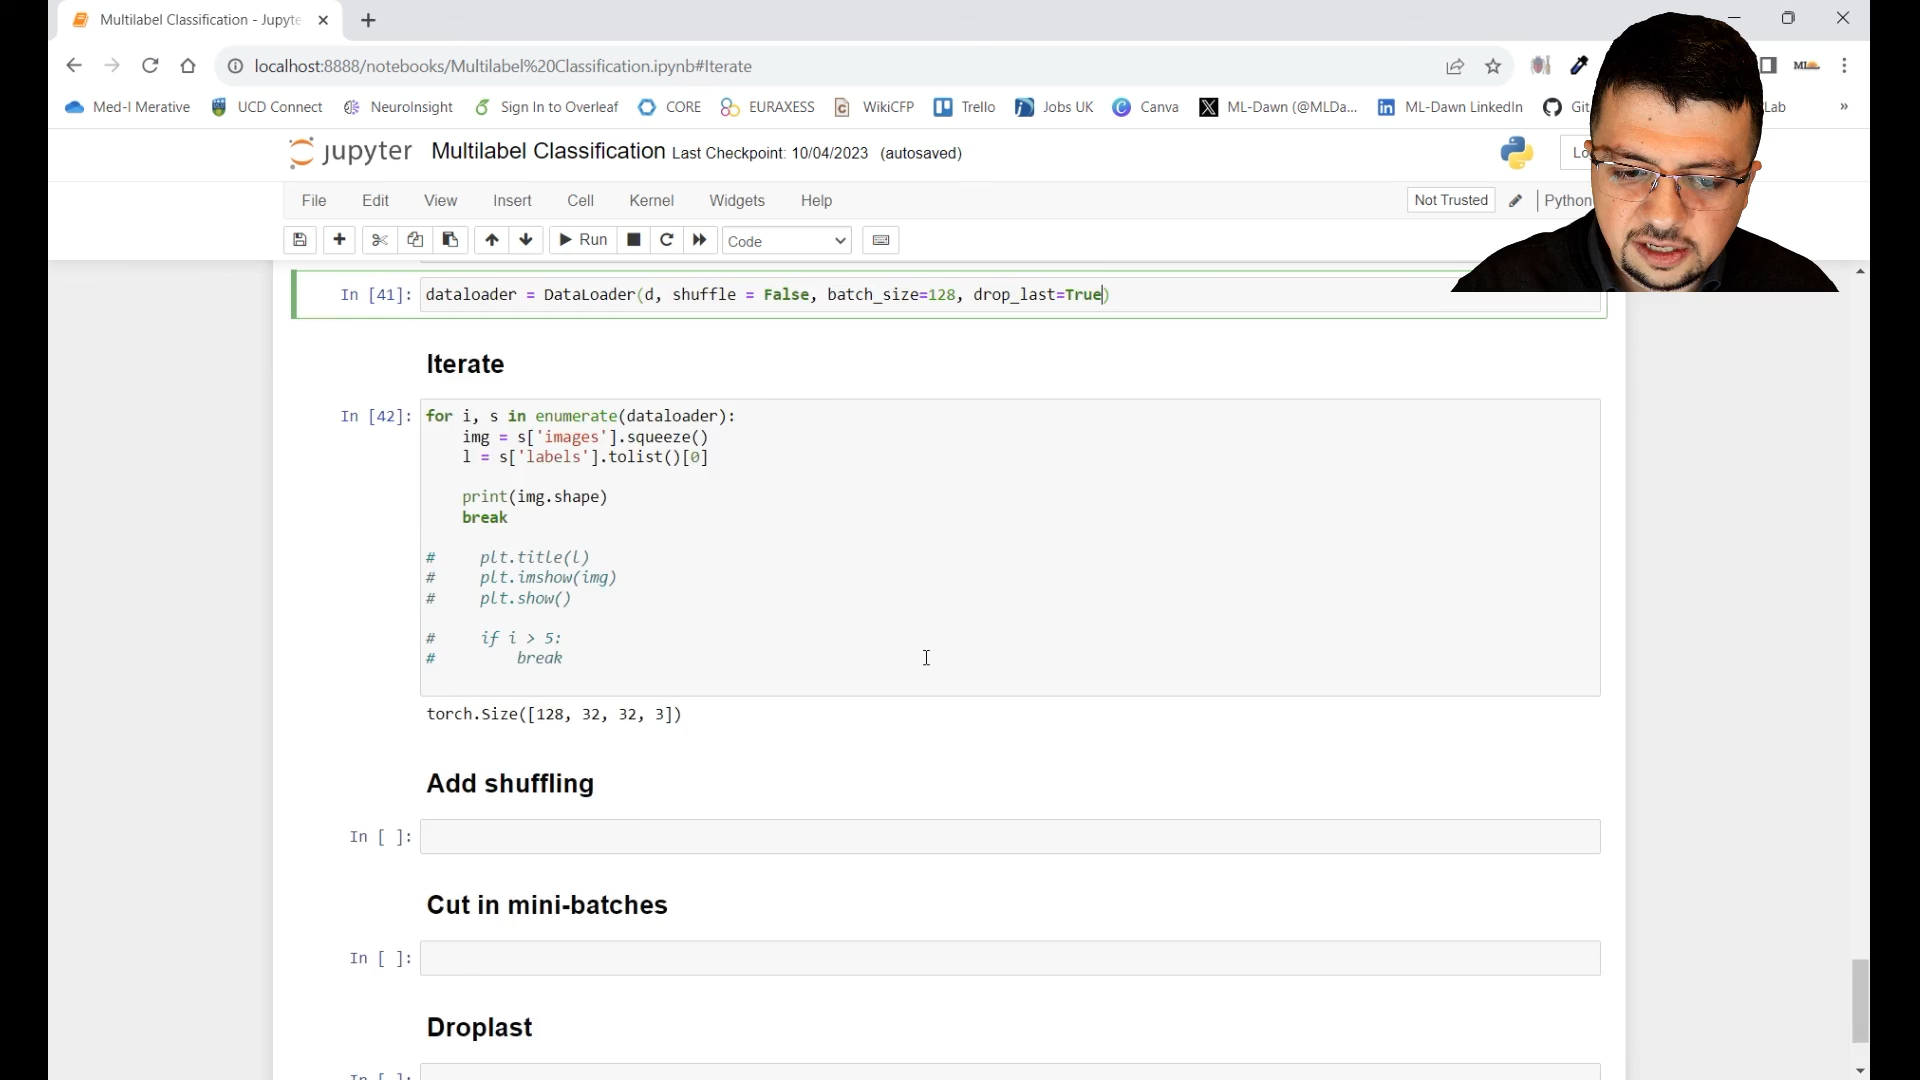 Multilabel Classification - Jupyte
localhost:8888/notebooks/Multilabel%20Classification.ipynb#Iterate
Med-I Merative UCD Connect NeuroInsight Sign In to Overleaf CORE EURAXESS WikiCFP Trello Jobs UK Canva ML-Dawn (@MLDa... ML-Dawn LinkedIn Git Lab »
jupyter Multilabel Classification Last Checkpoint: 10/04/2023 (autosaved)
Lo
File Edit View Insert Cell Kernel Widgets Help Not Trusted Python
Run Code
In [41]: dataloader = DataLoader(d, shuffle = False, batch_size=128, drop_last=True)
Iterate
In [42]: for i, s in enumerate(dataloader):
img = s['images'].squeeze()
l = s['labels'].tolist()[0]
print(img.shape)
break
# plt.title(l)
# plt.imshow(img)
# plt.show()
# if i > 5:
# break
torch.Size([128, 32, 32, 3])
Add shuffling
In [ ]:
Cut in mini-batches
In [ ]:
Droplast
In [ ]: